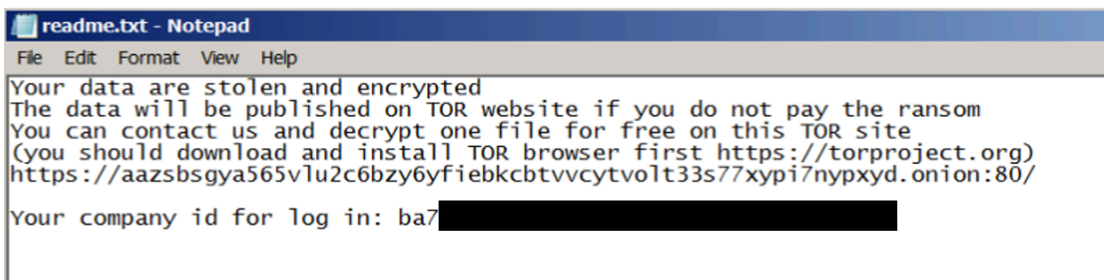 readme.txt - Notepad
File Edit Format View Help
Your data are stolen and encrypted
The data will be published on TOR website if you do not pay the ransom
You can contact us and decrypt one file for free on this TOR site
(you should download and install TOR browser first https://torproject.org)
https://aazsbsgya565vlu2c6bzy6yfiebkcbtvvcytvolt33s77xypi7nypxyd.onion:80/
Your company id for log in: ba7